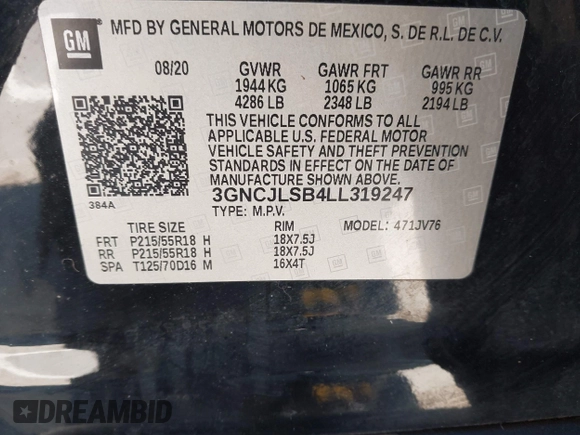 GM
MFD BY GENERAL MOTORS DE MEXICO, S. DE R.L. DE C.V.
08/20 GVWR GAWR FRT GAWR RR
1944 KG 1065 KG 995 KG
4286 LB 2348 LB 2194 LB
THIS VEHICLE CONFORMS TO ALL
APPLICABLE U.S. FEDERAL MOTOR
VEHICLE SAFETY AND THEFT PREVENTION
STANDARDS IN EFFECT ON THE DATE
OF MANUFACTURE SHOWN ABOVE.
384A 3GNCJLSB4LL319247
TYPE: M.P.V. MODEL: 471JV76
TIRE SIZE RIM
FRT P215/55R18 H 18X7.5J
RR P215/55R18 H 18X7.5J
SPA T125/70D16 M 16X4T
DREAMBID